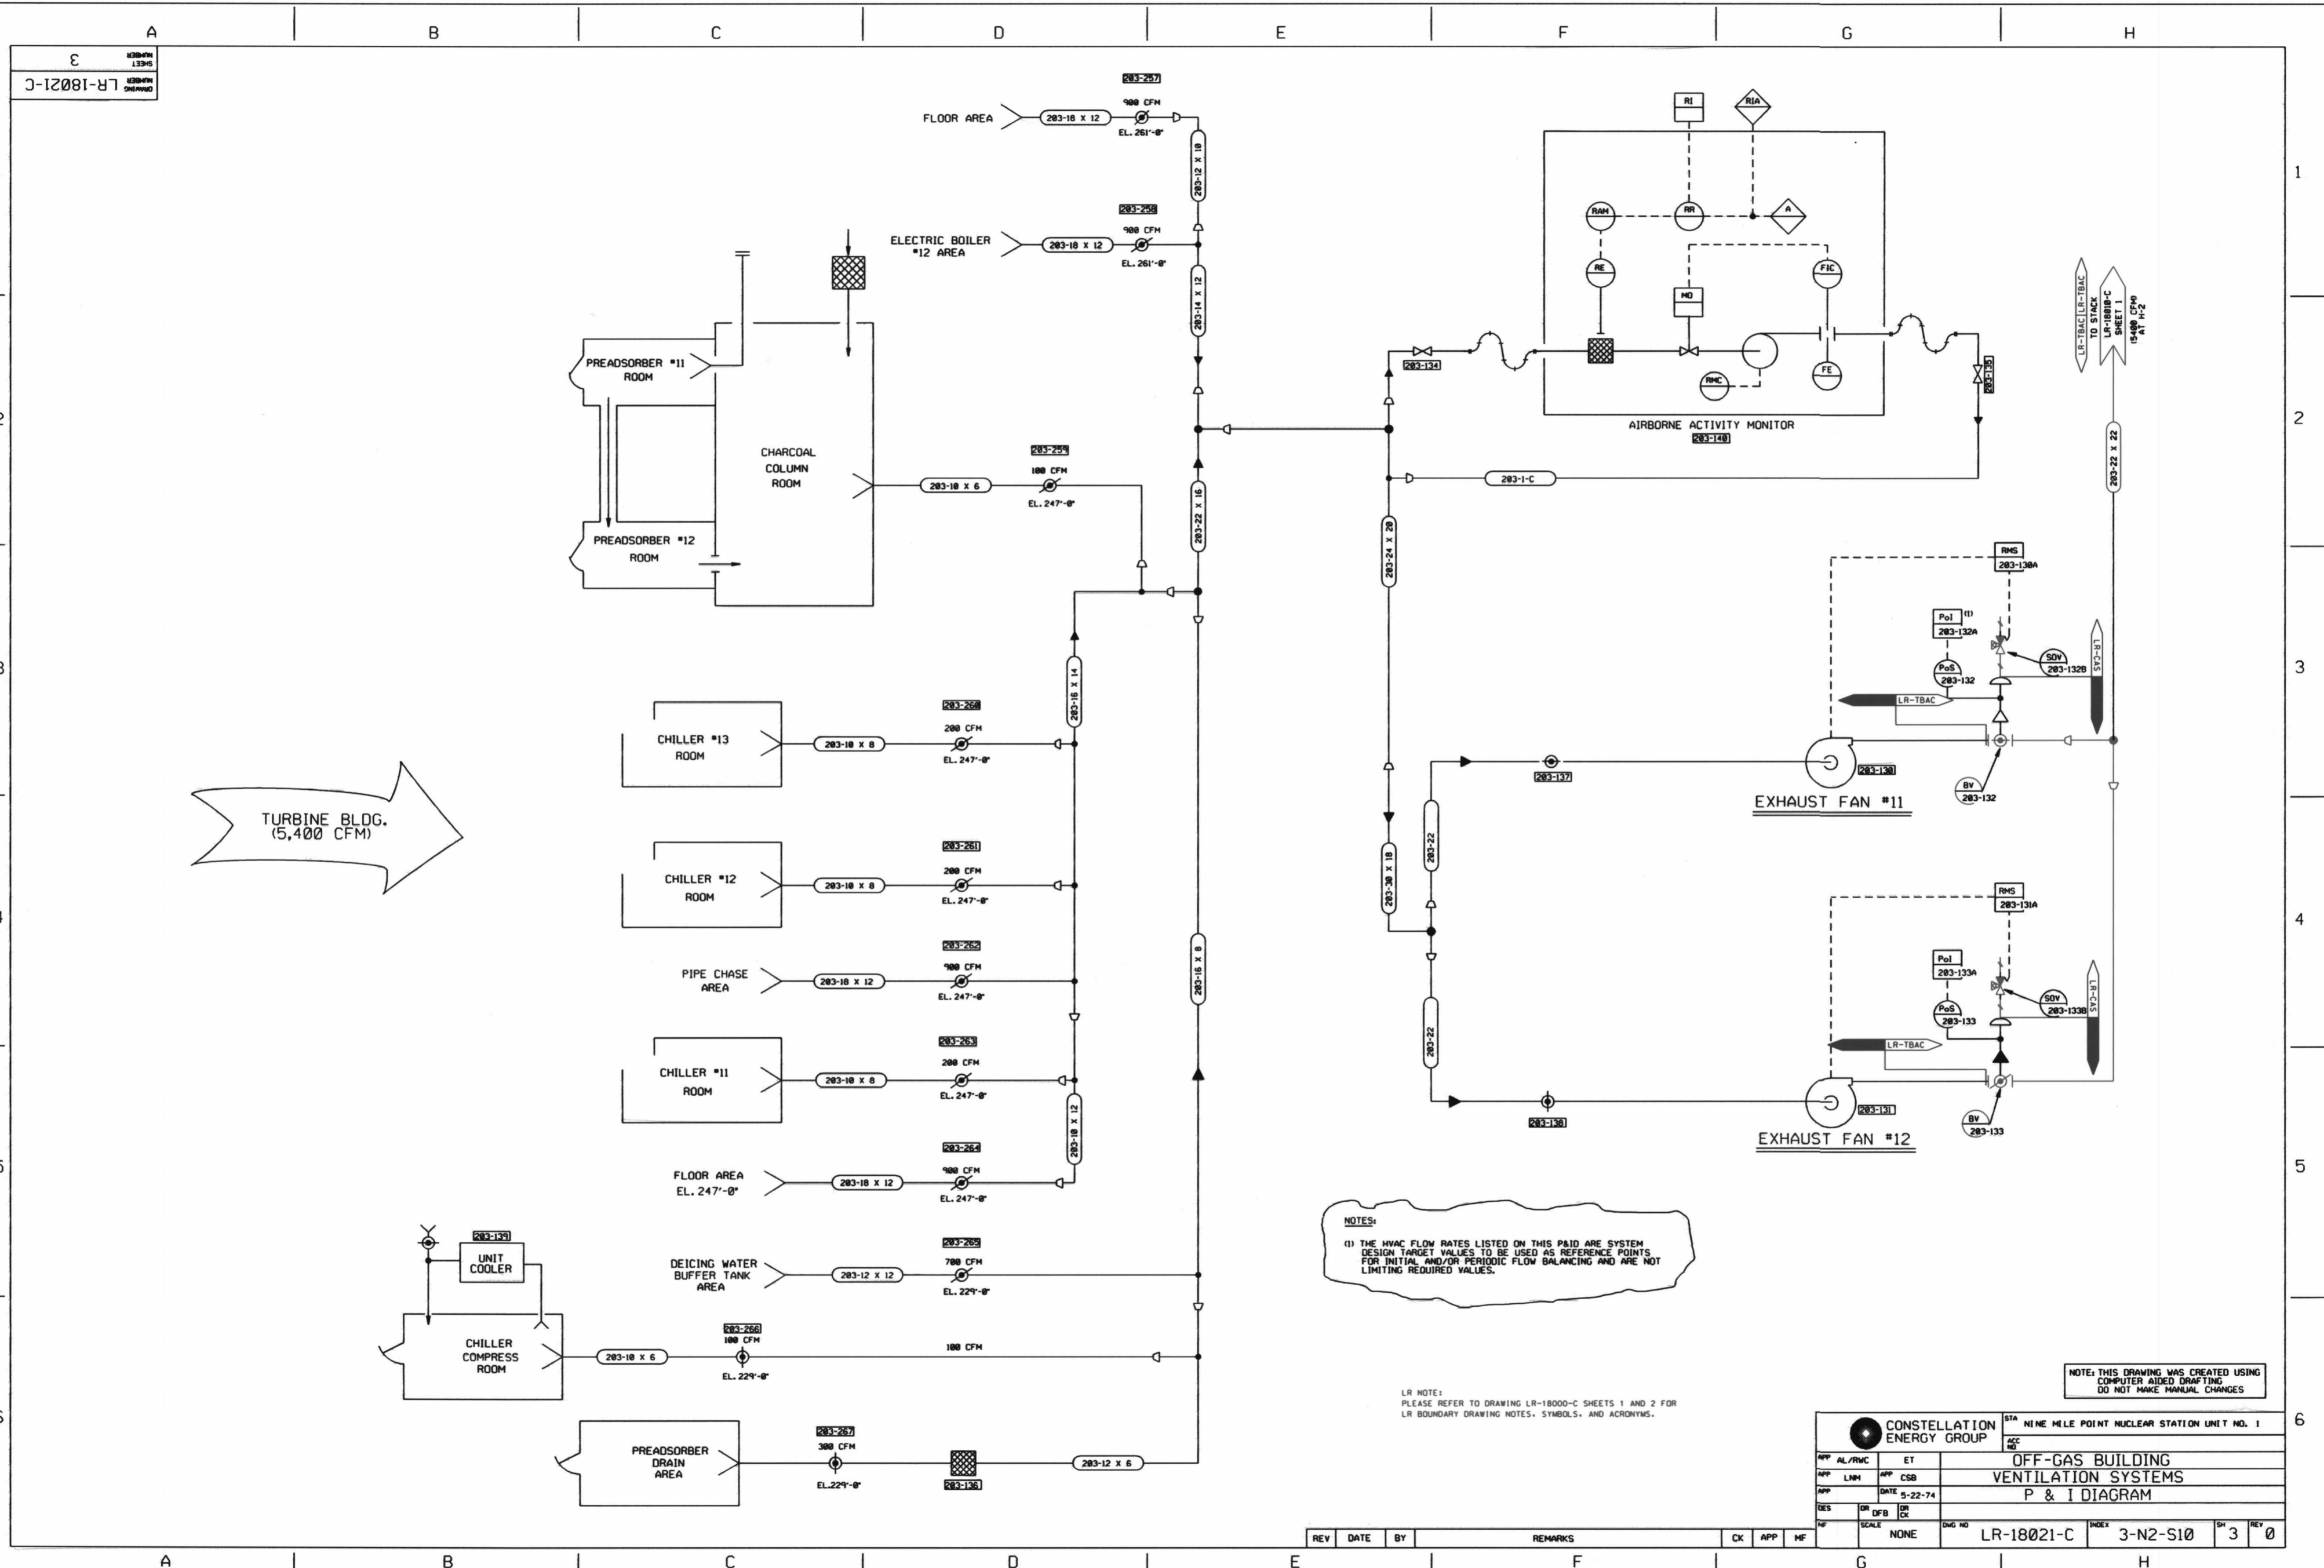 A B C D E F G H
SHEET NUMBER 3
DRAWING NUMBER LR-18021-C
1
2
3
4
5
6
203-257
900 CFM
FLOOR AREA
203-18 X 12
EL. 261'-0"
203-12 X 10
203-258
900 CFM
ELECTRIC BOILER
#12 AREA
203-18 X 12
EL. 261'-0"
203-14 X 12
PREADSORBER #11
ROOM
CHARCOAL
COLUMN
ROOM
PREADSORBER #12
ROOM
203-259
100 CFM
203-10 X 6
EL. 247'-0"
203-22 X 16
203-16 X 14
203-260
200 CFM
CHILLER #13
ROOM
203-10 X 8
EL. 247'-0"
TURBINE BLDG.
(5,400 CFM)
203-261
200 CFM
CHILLER #12
ROOM
203-10 X 8
EL. 247'-0"
203-262
900 CFM
PIPE CHASE
AREA
203-18 X 12
EL. 247'-0"
203-16 X 8
203-263
200 CFM
CHILLER #11
ROOM
203-10 X 8
EL. 247'-0"
203-10 X 12
203-264
900 CFM
FLOOR AREA
EL. 247'-0"
203-18 X 12
EL. 247'-0"
203-139
UNIT
COOLER
203-265
700 CFM
DEICING WATER
BUFFER TANK
AREA
203-12 X 12
EL. 229'-0"
CHILLER
COMPRESS
ROOM
203-266
100 CFM
100 CFM
203-10 X 6
EL. 229'-0"
PREADSORBER
DRAIN
AREA
203-267
300 CFM
EL.229'-0"
203-136
203-12 X 6
RI
RIA
RAM
RR
A
RE
MO
FIC
RMC
FE
203-134
203-135
AIRBORNE ACTIVITY MONITOR
203-140
203-1-C
203-24 X 20
203-30 X 18
LR-TBAC LR-TBAC
TO STACK
LR-18010-C
SHEET 1
(5400 CFM)
AT H-2
203-22 X 22
RMS
203-130A
PoI (1)
203-132A
PoS
203-132
SOV
203-132B
LR-CAS
LR-TBAC
203-137
203-22
203-130
BV
203-132
EXHAUST FAN #11
RMS
203-131A
PoI
203-133A
PoS
203-133
SOV
203-133B
LR-CAS
LR-TBAC
203-22
203-138
203-131
BV
203-133
EXHAUST FAN #12
NOTES:
(1) THE HVAC FLOW RATES LISTED ON THIS P&ID ARE SYSTEM
DESIGN TARGET VALUES TO BE USED AS REFERENCE POINTS
FOR INITIAL AND/OR PERIODIC FLOW BALANCING AND ARE NOT
LIMITING REQUIRED VALUES.
LR NOTE:
PLEASE REFER TO DRAWING LR-18000-C SHEETS 1 AND 2 FOR
LR BOUNDARY DRAWING NOTES, SYMBOLS, AND ACRONYMS.
NOTE: THIS DRAWING WAS CREATED USING
COMPUTER AIDED DRAFTING
DO NOT MAKE MANUAL CHANGES
CONSTELLATION
ENERGY GROUP
STA NINE MILE POINT NUCLEAR STATION UNIT NO. 1
ACC NO
APP AL/RWC ET
OFF-GAS BUILDING
APP LNM APP CSB
VENTILATION SYSTEMS
APP DATE 5-22-74
P & I DIAGRAM
DES DR DFB DR CK
MF SCALE NONE DWG NO LR-18021-C INDEX 3-N2-S10 SH 3 REV 0
REV DATE BY REMARKS CK APP MF
A B C D E F G H